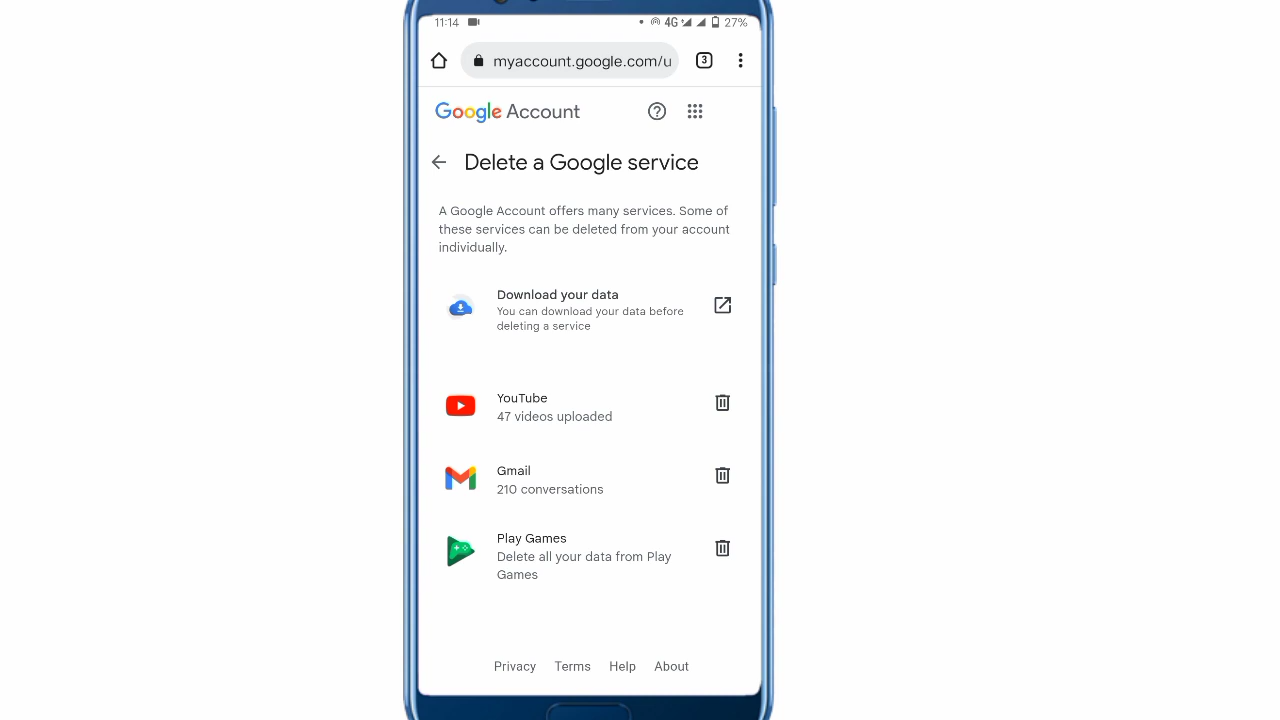 11:14 4G 27%
myaccount.google.com/u 3
Google Account
Delete a Google service
A Google Account offers many services. Some of
these services can be deleted from your account
individually.
Download your data
You can download your data before
deleting a service
YouTube
47 videos uploaded
Gmail
210 conversations
Play Games
Delete all your data from Play
Games
Privacy Terms Help About